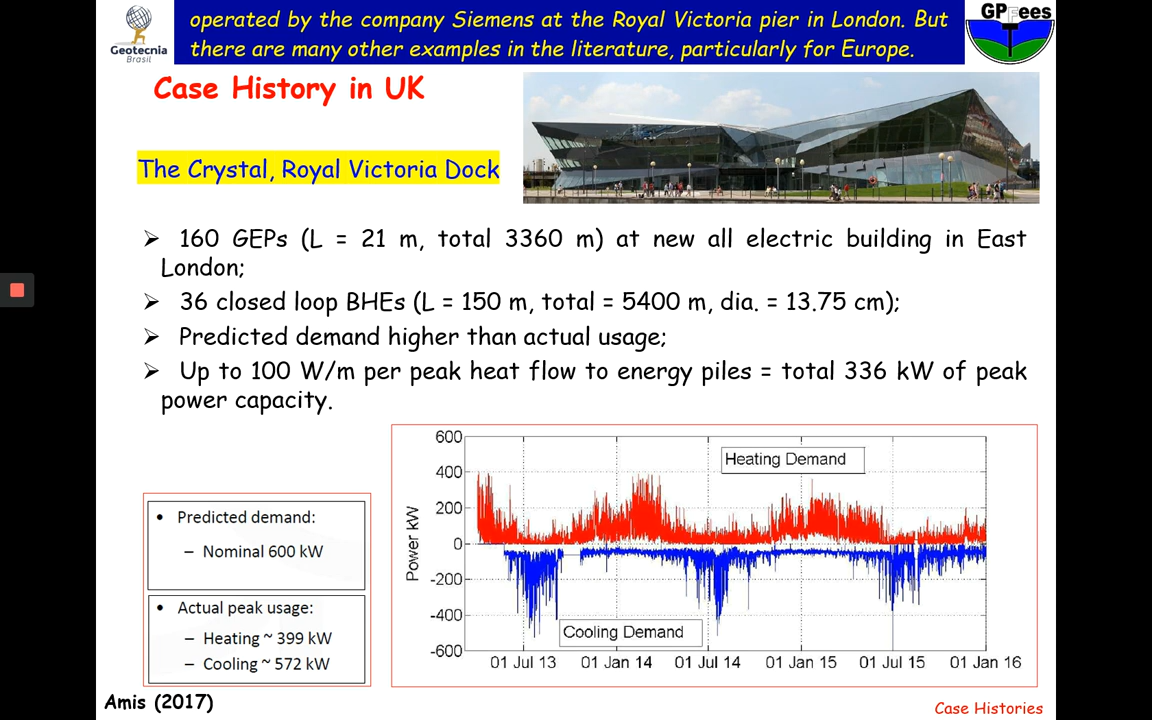 operated by the company Siemens at the Royal Victoria pier in London. But
there are many other examples in the literature, particularly for Europe.
Geotecnia
Brasil
GPFees
Case History in UK
The Crystal, Royal Victoria Dock
➢ 160 GEPs (L = 21 m, total 3360 m) at new all electric building in East
London;
➢ 36 closed loop BHEs (L = 150 m, total = 5400 m, dia. = 13.75 cm);
➢ Predicted demand higher than actual usage;
➢ Up to 100 W/m per peak heat flow to energy piles = total 336 kW of peak
power capacity.
• Predicted demand:
– Nominal 600 kW
• Actual peak usage:
– Heating ~ 399 kW
– Cooling ~ 572 kW
Power kW
600
400
200
0
-200
-400
-600
Heating Demand
Cooling Demand
01 Jul 13 01 Jan 14 01 Jul 14 01 Jan 15 01 Jul 15 01 Jan 16
Amis (2017)
Case Histories